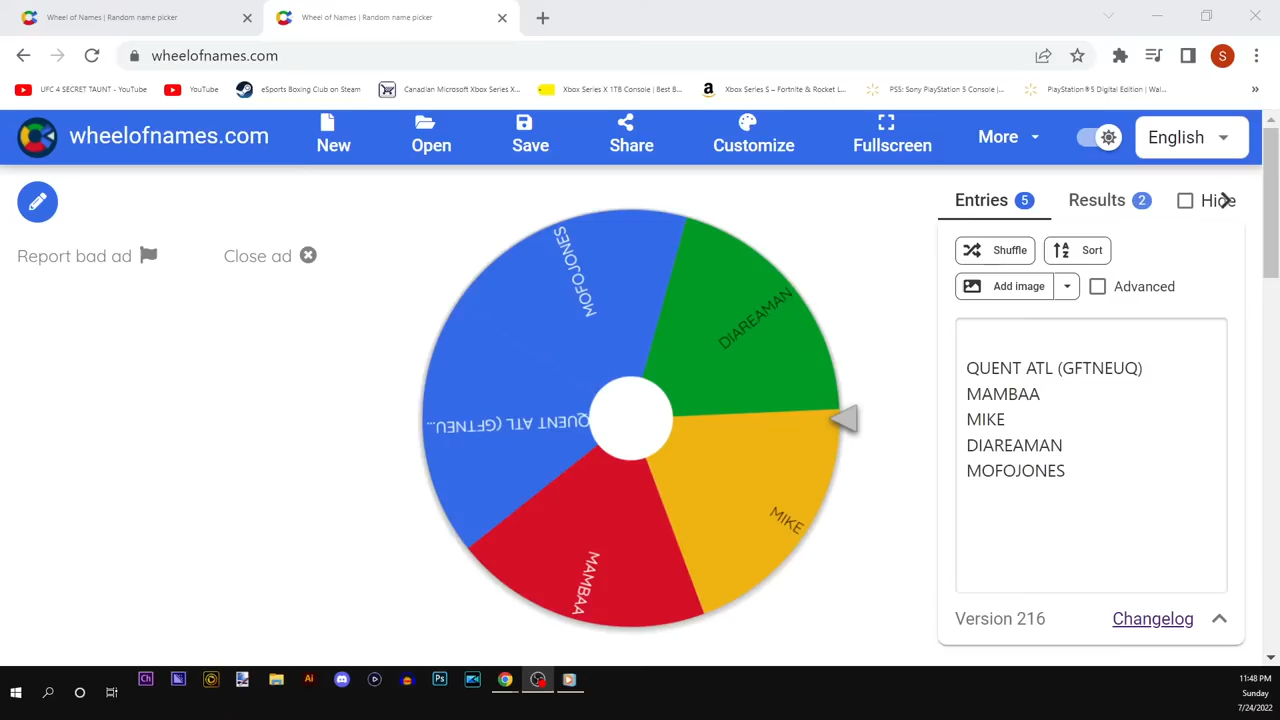 Wheel of Names | Random name picker
Wheel of Names | Random name picker
wheelofnames.com
S
UFC 4 SECRET TAUNT - YouTube
YouTube
eSports Boxing Club on Steam
Canadian Microsoft Xbox Series X...
Xbox Series X 1TB Console | Best B...
Xbox Series S – Fortnite & Rocket L...
PS5: Sony PlayStation 5 Console |...
PlayStation®5 Digital Edition | Wal...
wheelofnames.com
New
Open
Save
Share
Customize
Fullscreen
More
English
Report bad ad
Close ad
MOFOJONES
DIAREAMAN
QUENT ATL (GFTNEU...
MIKE
MAMBAA
Entries 5
Results 2
Hide
Shuffle
Sort
Add image
Advanced
QUENT ATL (GFTNEUQ)
MAMBAA
MIKE
DIAREAMAN
MOFOJONES
Version 216
Changelog
Ch
Ai
Ps
11:48 PM
Sunday
7/24/2022